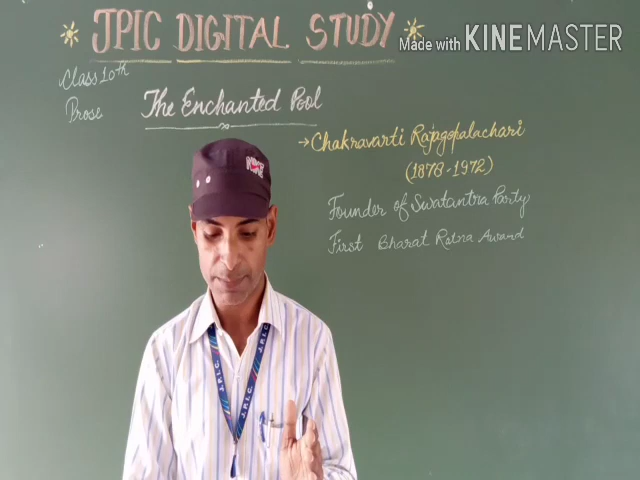 JPIC DIGITAL STUDY
Made with KINEMASTER
Class 10th
Prose
The Enchanted Pool
→ Chakravarti Rajagopalachari
(1878-1972)
Founder of Swatantra Party
First Bharat Ratna Award
J.P.I.C.
J.P.I.C.